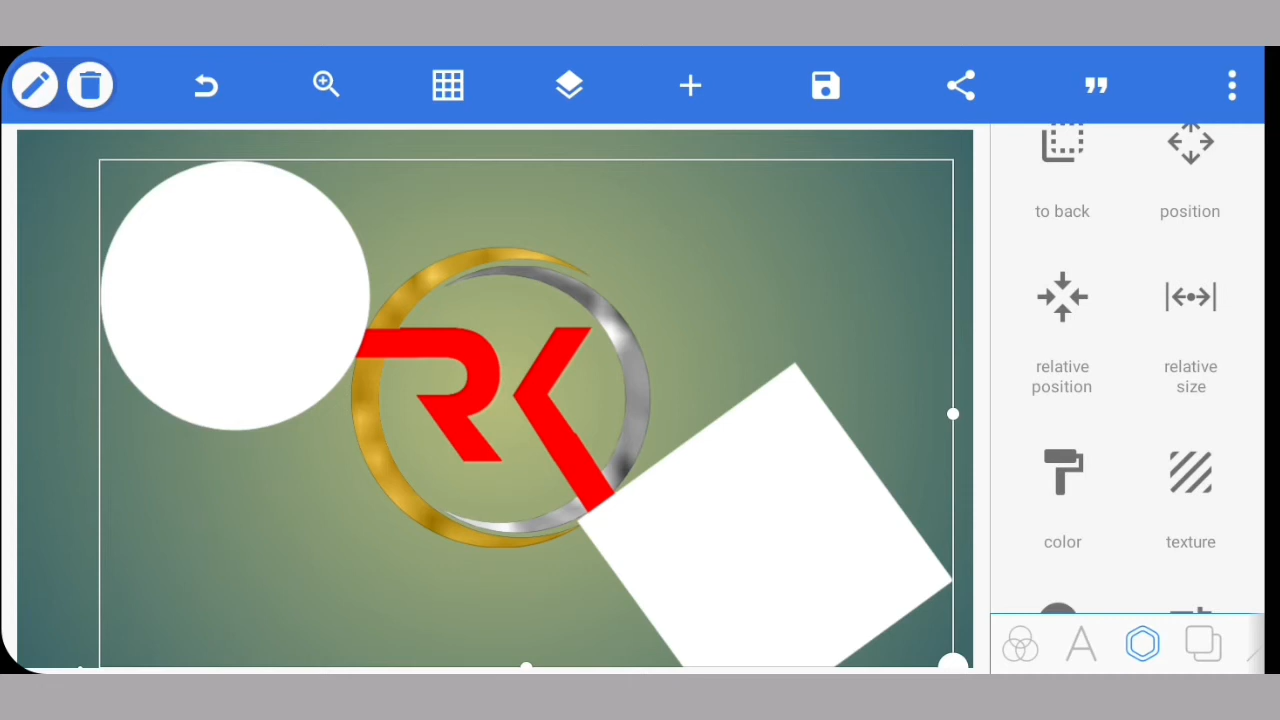 to back
position
relative
position
relative
size
RK
color
texture